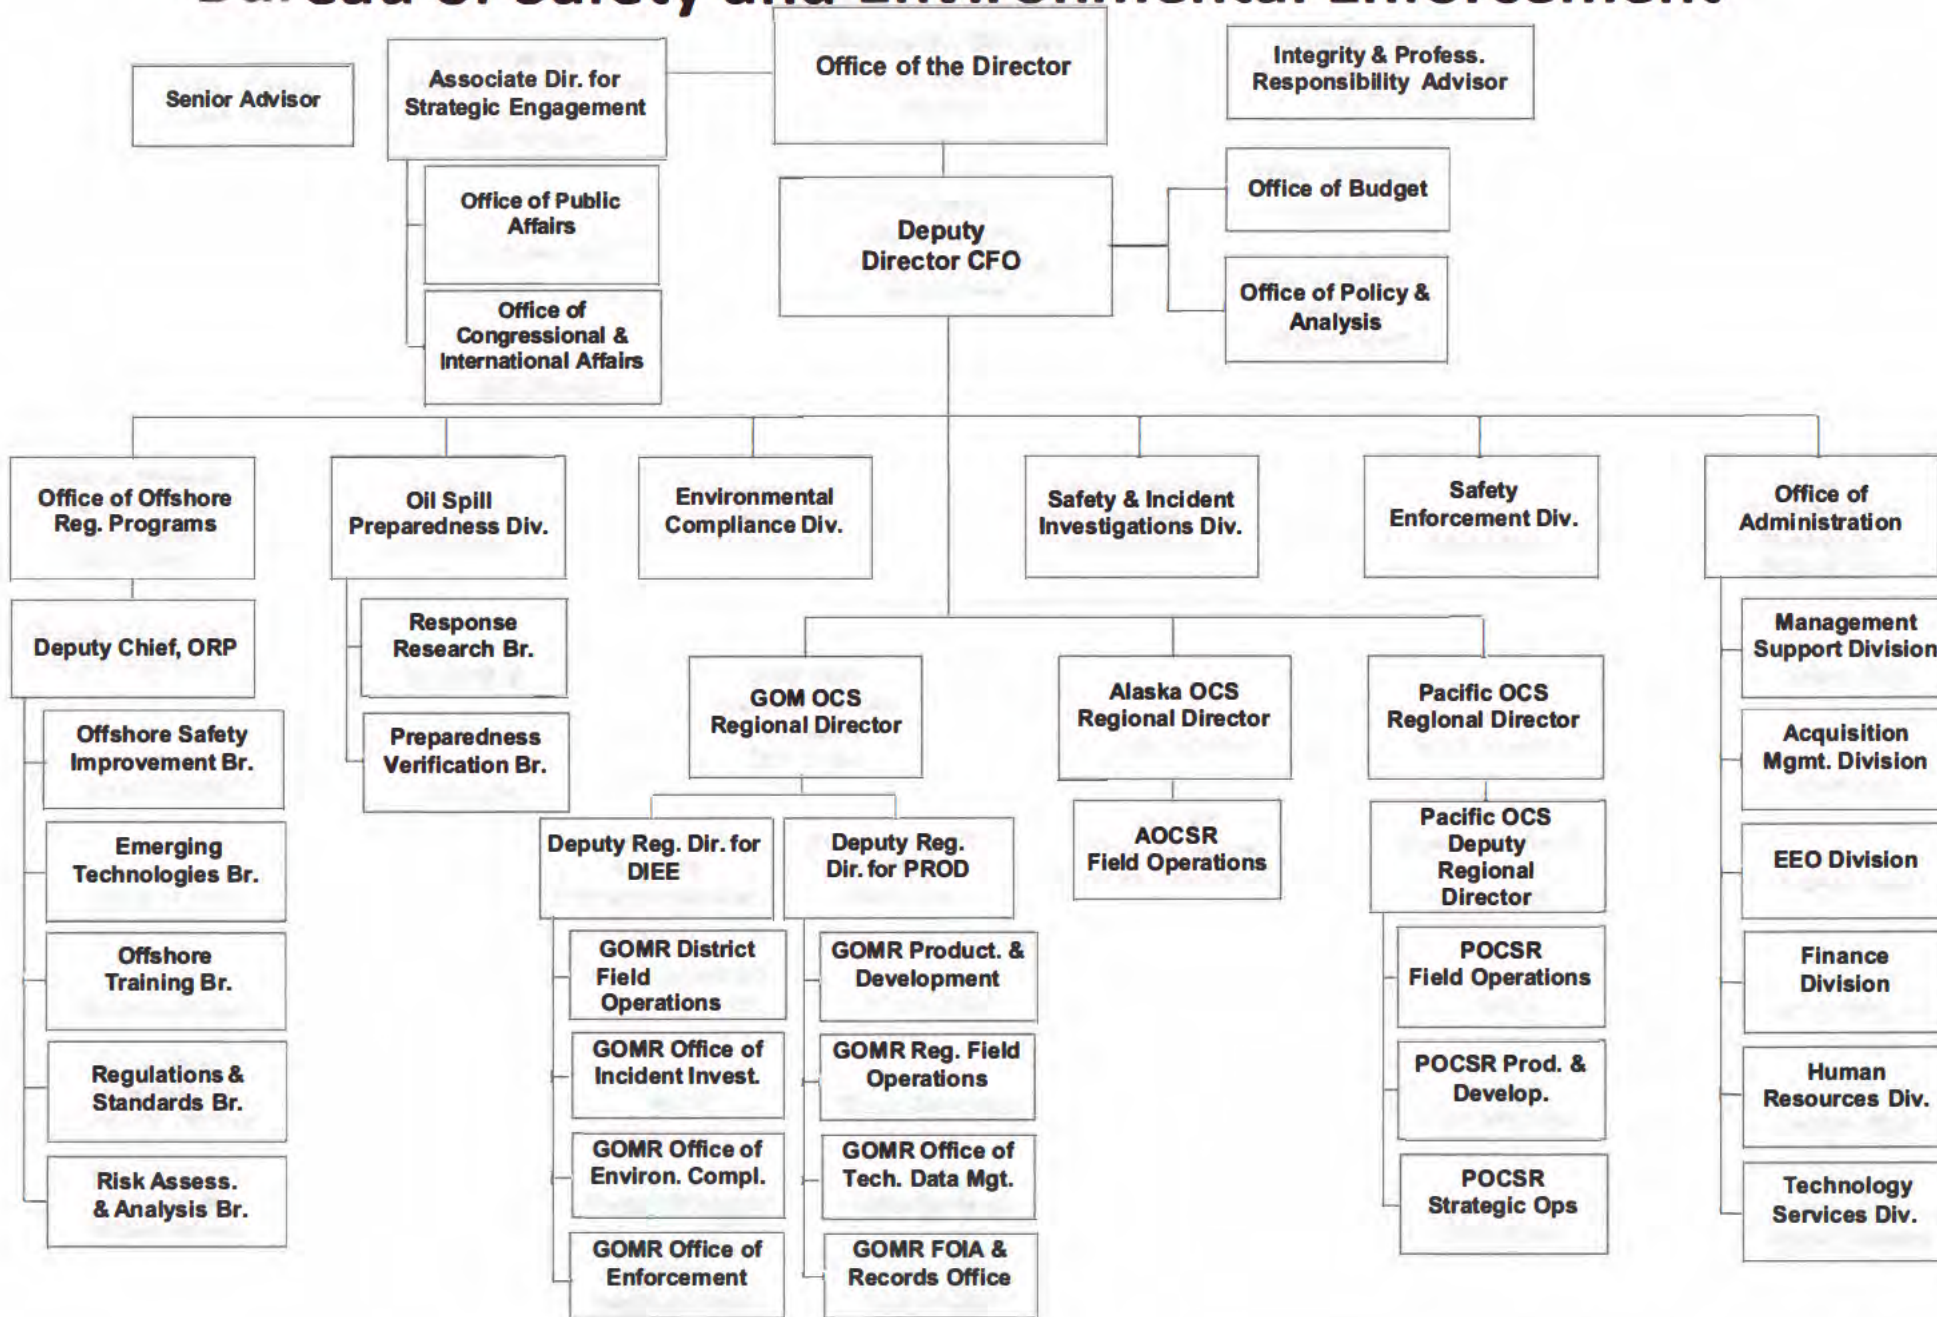 Bureau of Safety and Environmental Enforcement
Office of the Director
Senior Advisor
Associate Dir. for
Strategic Engagement
Integrity & Profess.
Responsibility Advisor
Office of Public
Affairs
Office of
Congressional &
International Affairs
Deputy
Director CFO
Office of Budget
Office of Policy &
Analysis
Office of Offshore
Reg. Programs
Oil Spill
Preparedness Div.
Environmental
Compliance Div.
Safety & Incident
Investigations Div.
Safety
Enforcement Div.
Office of
Administration
Deputy Chief, ORP
Offshore Safety
Improvement Br.
Emerging
Technologies Br.
Offshore
Training Br.
Regulations &
Standards Br.
Risk Assess.
& Analysis Br.
Response
Research Br.
Preparedness
Verification Br.
GOM OCS
Regional Director
Alaska OCS
Regional Director
Pacific OCS
Regional Director
Deputy Reg. Dir. for
DIEE
Deputy Reg.
Dir. for PROD
AOCSR
Field Operations
Pacific OCS
Deputy
Regional
Director
GOMR District
Field
Operations
GOMR Office of
Incident Invest.
GOMR Office of
Environ. Compl.
GOMR Office of
Enforcement
GOMR Product. &
Development
GOMR Reg. Field
Operations
GOMR Office of
Tech. Data Mgt.
GOMR FOIA &
Records Office
POCSR
Field Operations
POCSR Prod. &
Develop.
POCSR
Strategic Ops
Management
Support Division
Acquisition
Mgmt. Division
EEO Division
Finance
Division
Human
Resources Div.
Technology
Services Div.